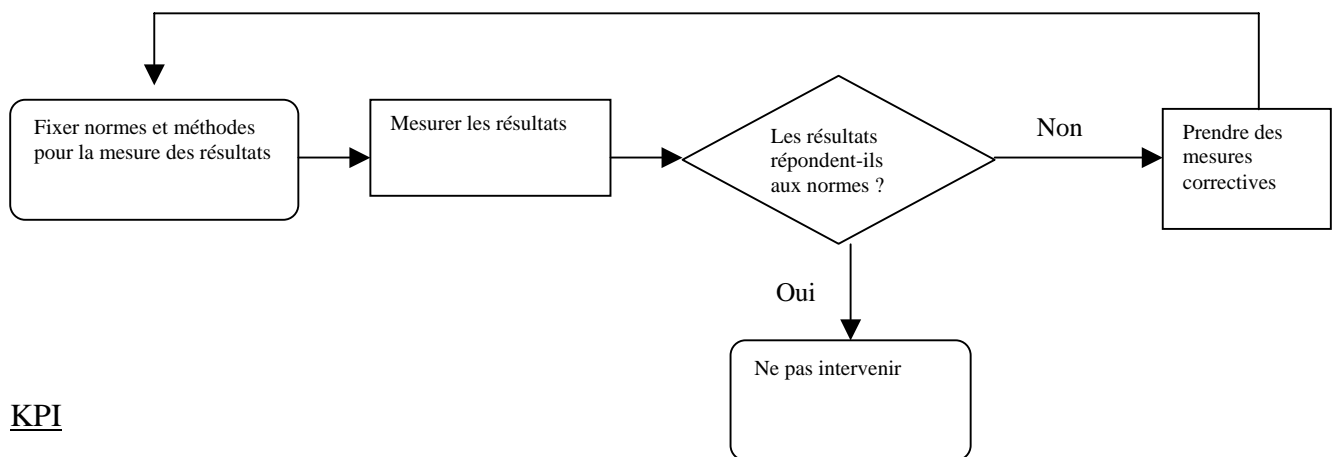 Fixer normes et méthodes
pour la mesure des résultats
Mesurer les résultats
Les résultats
répondent-ils
aux normes ?
Non
Prendre des
mesures
correctives
Oui
Ne pas intervenir
KPI